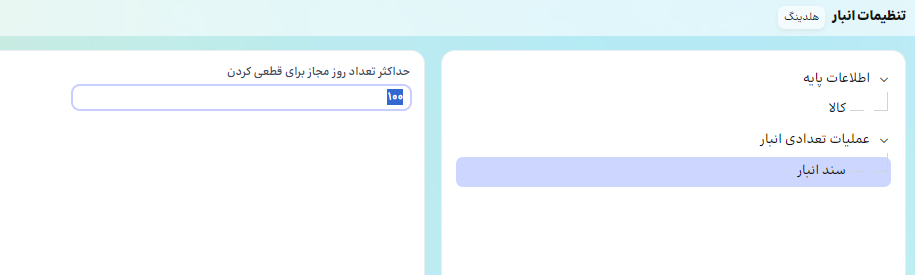 تنظیمات انبار هلدینگ
اطلاعات پایه
کالا
عملیات تعدادی انبار
سند انبار
حداکثر تعداد روز مجاز برای قطعی کردن
۱۰۰